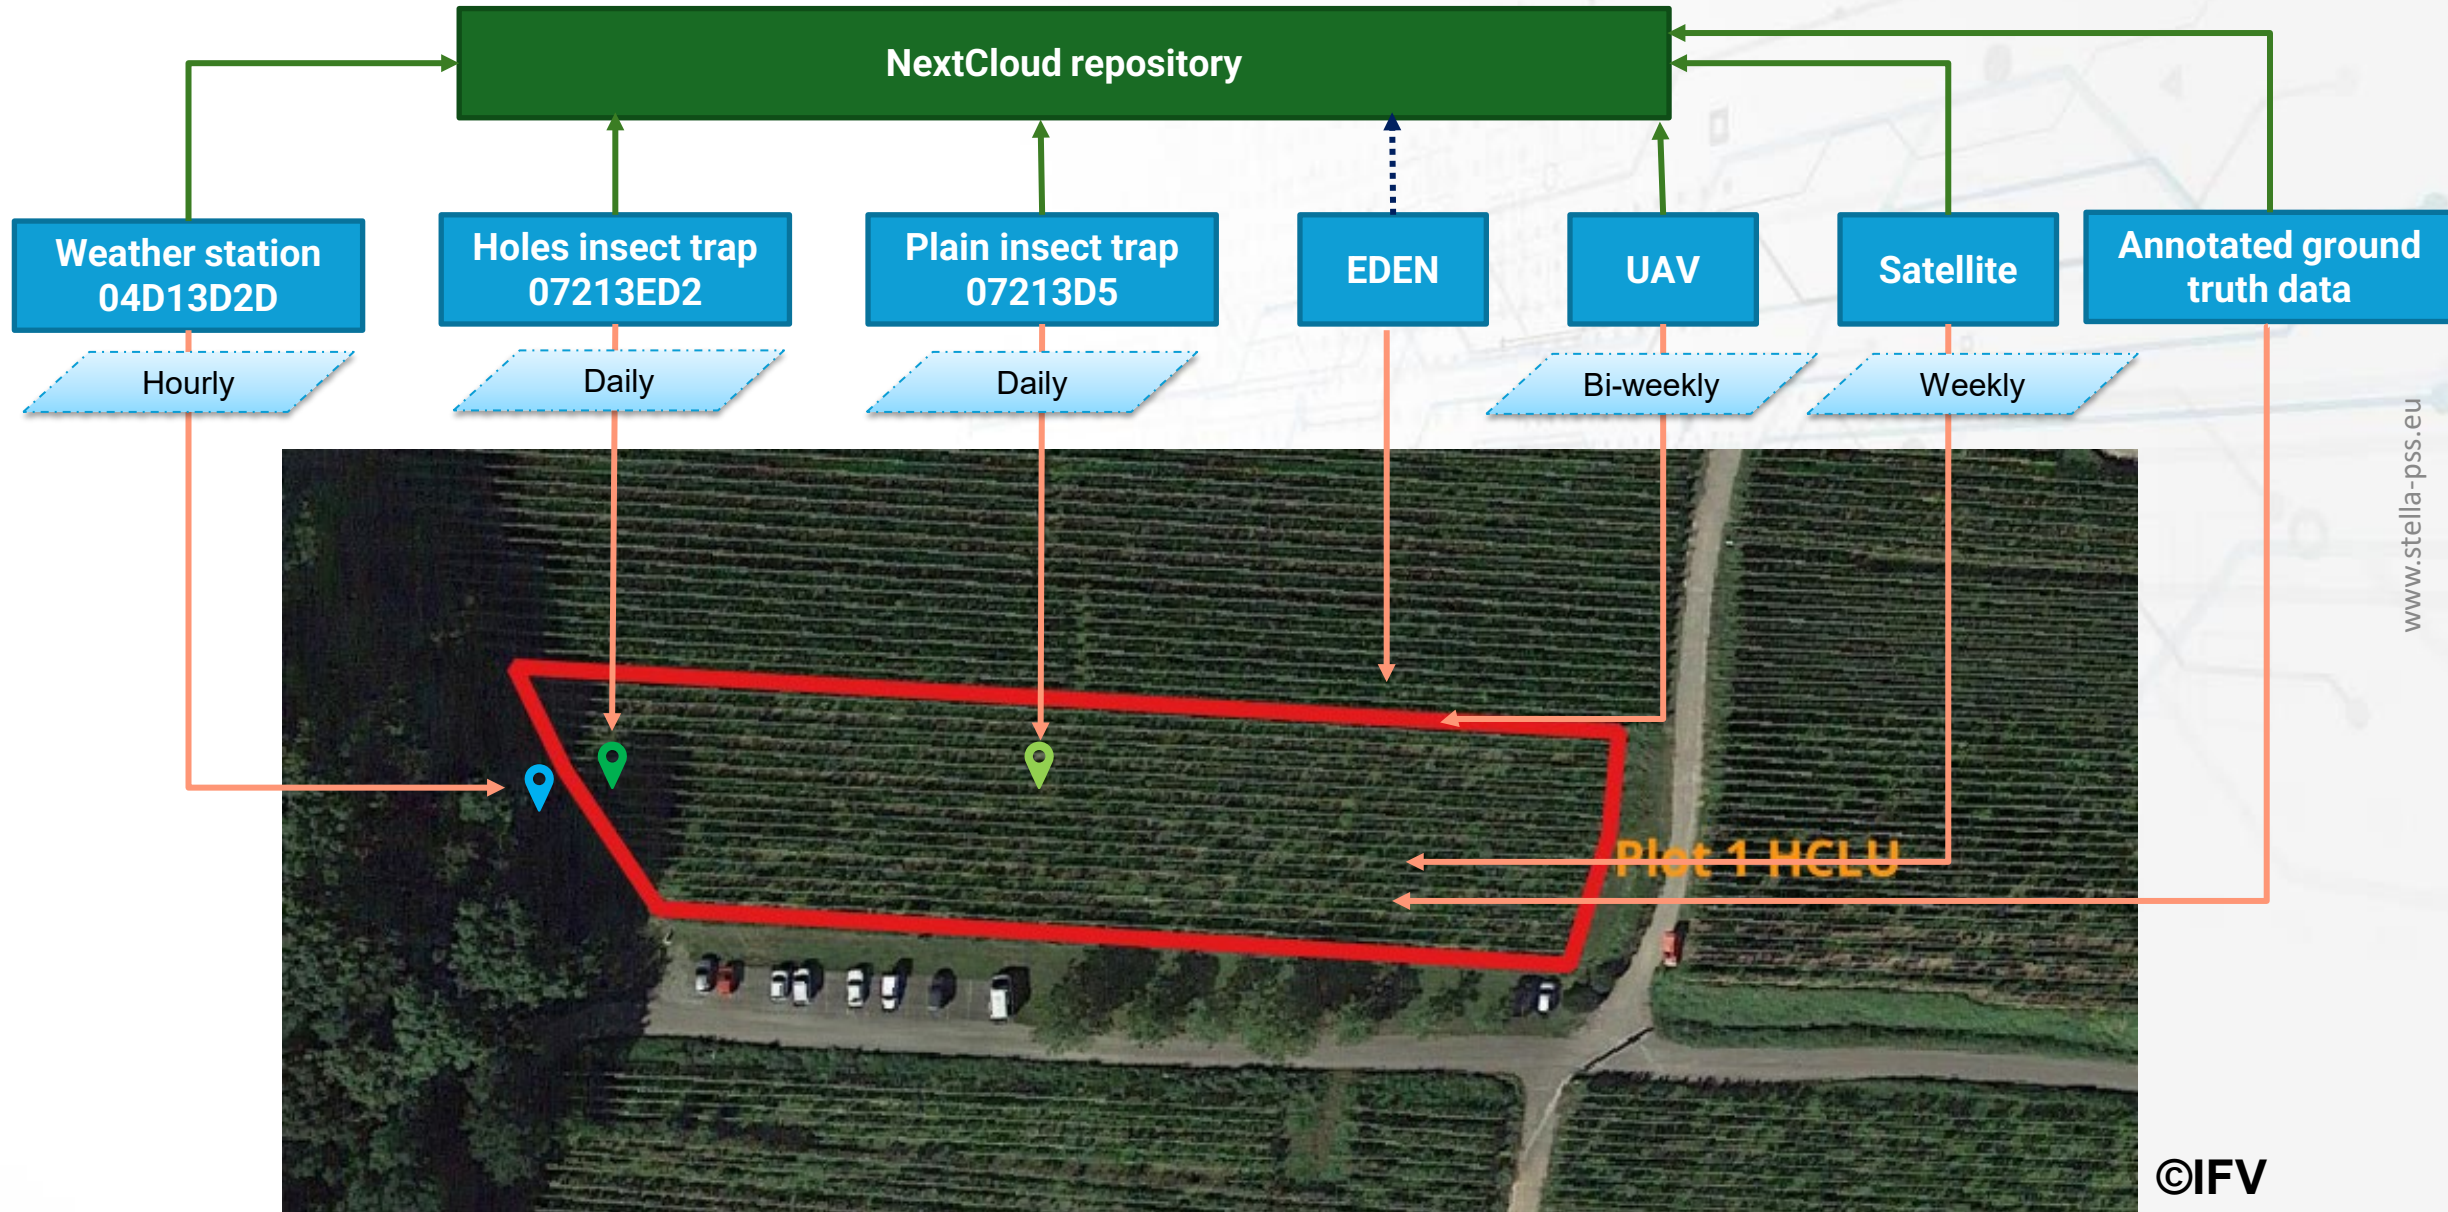 NextCloud repository
Weather station
04D13D2D
Holes insect trap
07213ED2
Plain insect trap
07213D5
EDEN
UAV
Satellite
Annotated ground
truth data
Hourly
Daily
Daily
Bi-weekly
Weekly
www.stella-pss.eu
Plot 1 HCLU
©IFV